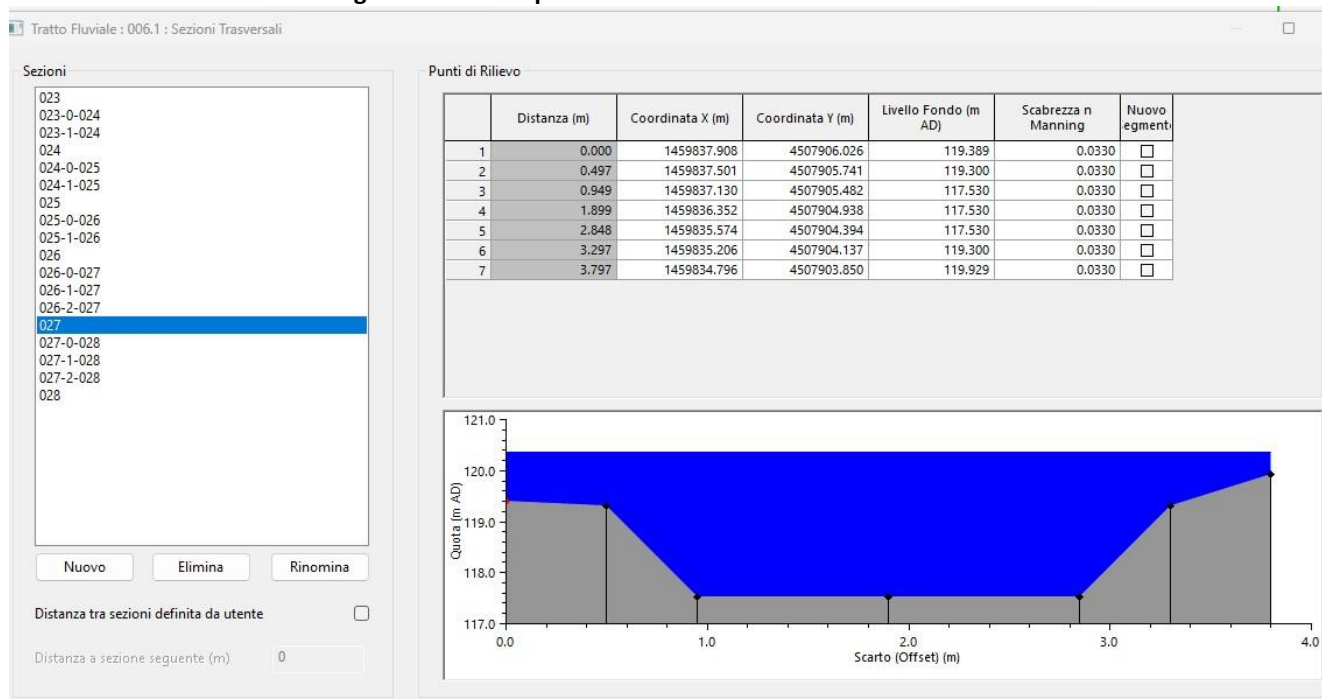 Tratto Fluviale : 006.1 : Sezioni Trasversali
Sezioni
023
023-0-024
023-1-024
024
024-0-025
024-1-025
025
025-0-026
025-1-026
026
026-0-027
026-1-027
026-2-027
027
027-0-028
027-1-028
027-2-028
028
Nuovo Elimina Rinomina
Distanza tra sezioni definita da utente
Distanza a sezione seguente (m) 0
Punti di Rilievo
Distanza (m) Coordinata X (m) Coordinata Y (m) Livello Fondo (m AD) Scabrezza n Manning Nuovo egment
1 0.000 1459837.908 4507906.026 119.389 0.0330
2 0.497 1459837.501 4507905.741 119.300 0.0330
3 0.949 1459837.130 4507905.482 117.530 0.0330
4 1.899 1459836.352 4507904.938 117.530 0.0330
5 2.848 1459835.574 4507904.394 117.530 0.0330
6 3.297 1459835.206 4507904.137 119.300 0.0330
7 3.797 1459834.796 4507903.850 119.929 0.0330
Quota (m AD)
121.0
120.0
119.0
118.0
117.0
0.0 1.0 2.0 3.0 4.0
Scarto (Offset) (m)